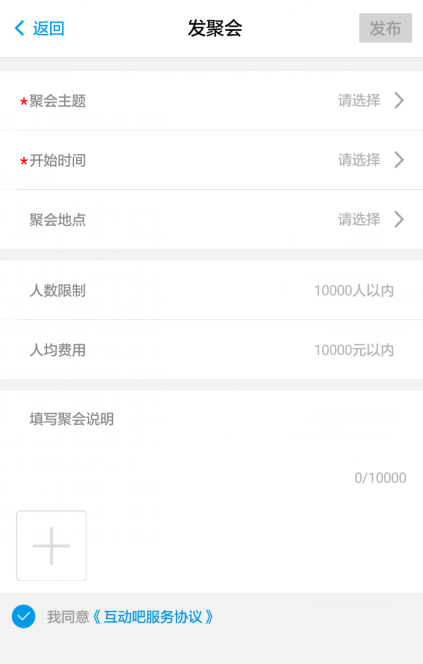 返回 发聚会 发布
*聚会主题 请选择
*开始时间 请选择
聚会地点 请选择
人数限制 10000人以内
人均费用 10000元以内
填写聚会说明
0/10000
我同意《互动吧服务协议》